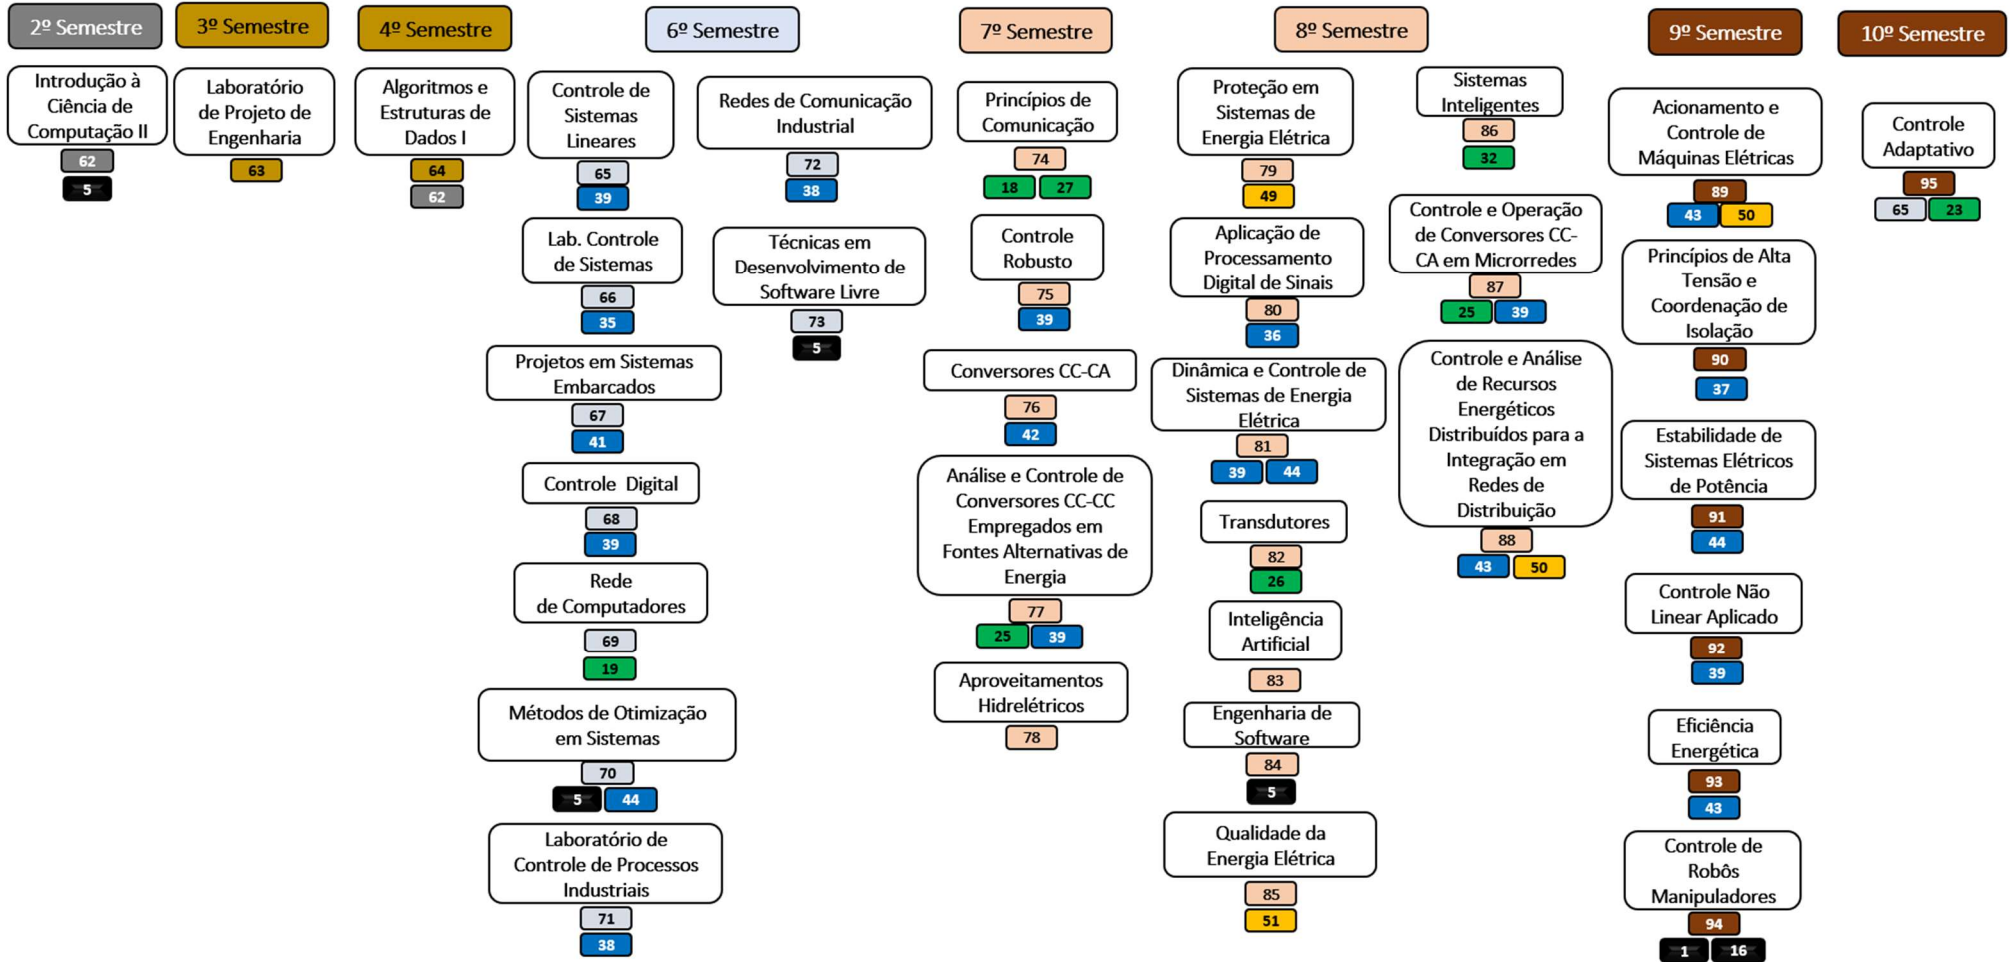 2º Semestre
Introdução à
Ciência de
Computação II
62
5
3º Semestre
Laboratório
de Projeto de
Engenharia
63
4º Semestre
Algoritmos e
Estruturas de
Dados I
64
62
6º Semestre
Controle de
Sistemas
Lineares
65
39
Lab. Controle
de Sistemas
66
35
Projetos em Sistemas
Embarcados
67
41
Controle Digital
68
39
Rede
de Computadores
69
19
Métodos de Otimização
em Sistemas
70
5 44
Laboratório de
Controle de Processos
Industriais
71
38
Redes de Comunicação
Industrial
72
38
Técnicas em
Desenvolvimento de
Software Livre
73
5
7º Semestre
Princípios de
Comunicação
74
18 27
Controle
Robusto
75
39
Conversores CC-CA
76
42
Análise e Controle de
Conversores CC-CC
Empregados em
Fontes Alternativas de
Energia
77
25 39
Aproveitamentos
Hidrelétricos
78
8º Semestre
Proteção em
Sistemas de
Energia Elétrica
79
49
Aplicação de
Processamento
Digital de Sinais
80
36
Dinâmica e Controle de
Sistemas de Energia
Elétrica
81
39 44
Transdutores
82
26
Inteligência
Artificial
83
Engenharia de
Software
84
5
Qualidade da
Energia Elétrica
85
51
Sistemas
Inteligentes
86
32
Controle e Operação
de Conversores CC-
CA em Microrredes
87
25 39
Controle e Análise
de Recursos
Energéticos
Distribuídos para a
Integração em
Redes de
Distribuição
88
43 50
9º Semestre
Acionamento e
Controle de
Máquinas Elétricas
89
43 50
Princípios de Alta
Tensão e
Coordenação de
Isolação
90
37
Estabilidade de
Sistemas Elétricos
de Potência
91
44
Controle Não
Linear Aplicado
92
39
Eficiência
Energética
93
43
Controle de
Robôs
Manipuladores
94
1 16
10º Semestre
Controle
Adaptativo
95
65 23